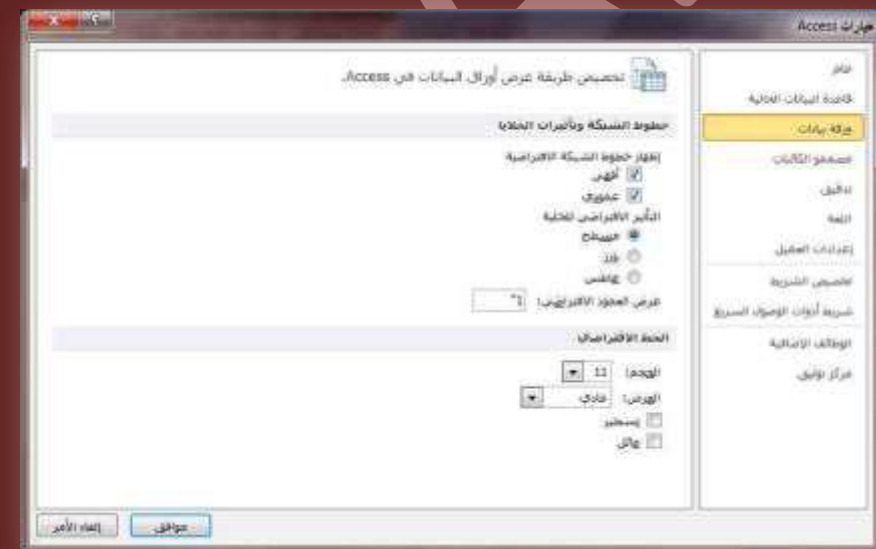 خيارات Access
عام
قاعدة البيانات الحالية
ورقة بيانات
مصممو الكائنات
تدقيق
اللغة
إعدادات العميل
تخصيص الشريط
شريط أدوات الوصول السريع
الوظائف الإضافية
مركز توثيق
تخصيص طريقة عرض أوراق البيانات في Access.
خطوط الشبكة وتأثيرات الخلايا
إظهار خطوط الشبكة الافتراضية
أفقي
عمودي
التأثير الافتراضي للخلية
مسطح
بارز
غاطس
عرض العمود الافتراضي: 1"
الخط الافتراضي
الحجم: 11
العرض: عادي
تسطير
مائل
موافق
إلغاء الأمر